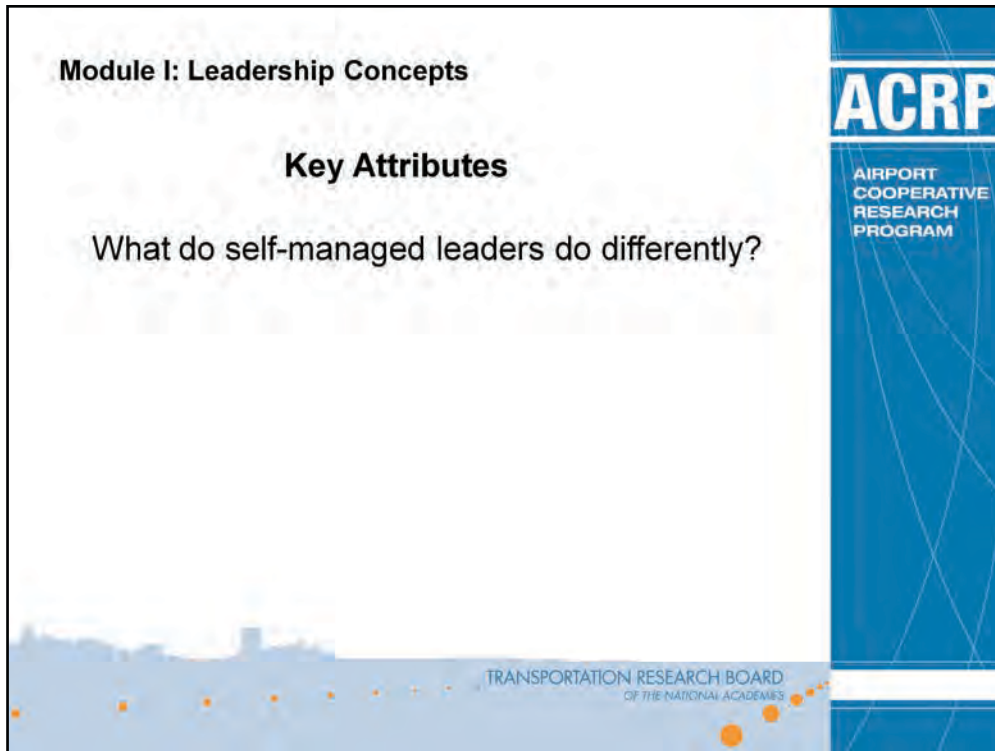 Module I: Leadership Concepts
Key Attributes
What do self-managed leaders do differently?
ACRP
AIRPORT
COOPERATIVE
RESEARCH
PROGRAM
TRANSPORTATION RESEARCH BOARD
OF THE NATIONAL ACADEMIES